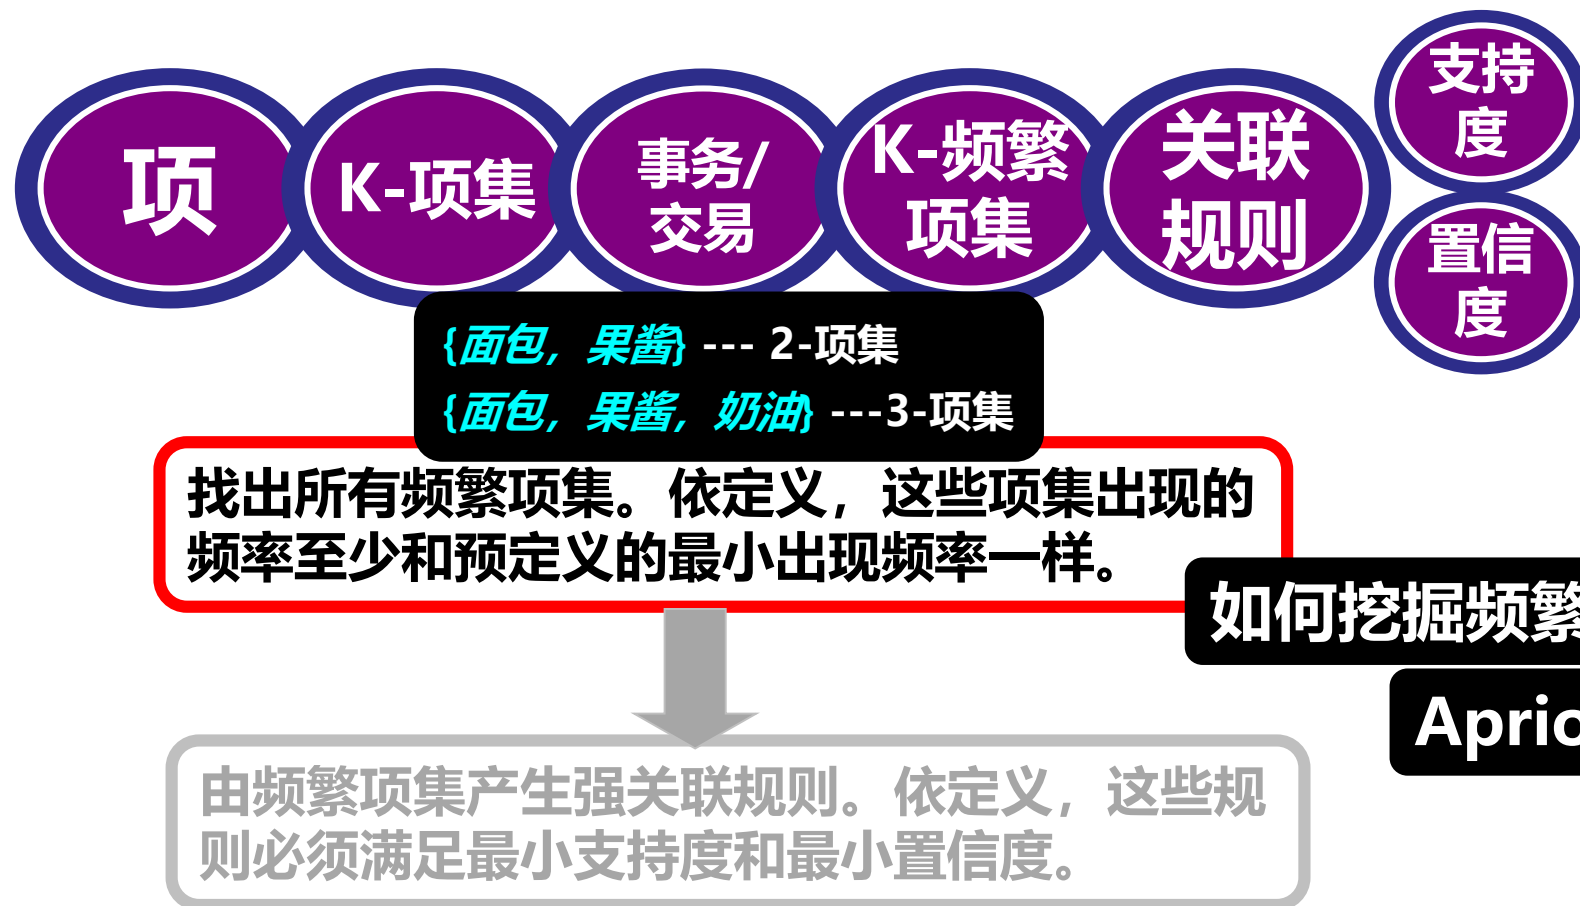 项
K-项集
事务/
交易
K-频繁
项集
关联
规则
支持
度
置信
度
{面包，果酱} --- 2-项集
{面包，果酱，奶油} ---3-项集
找出所有频繁项集。依定义，这些项集出现的
频率至少和预定义的最小出现频率一样。
如何挖掘频繁
Aprio
由频繁项集产生强关联规则。依定义，这些规
则必须满足最小支持度和最小置信度。